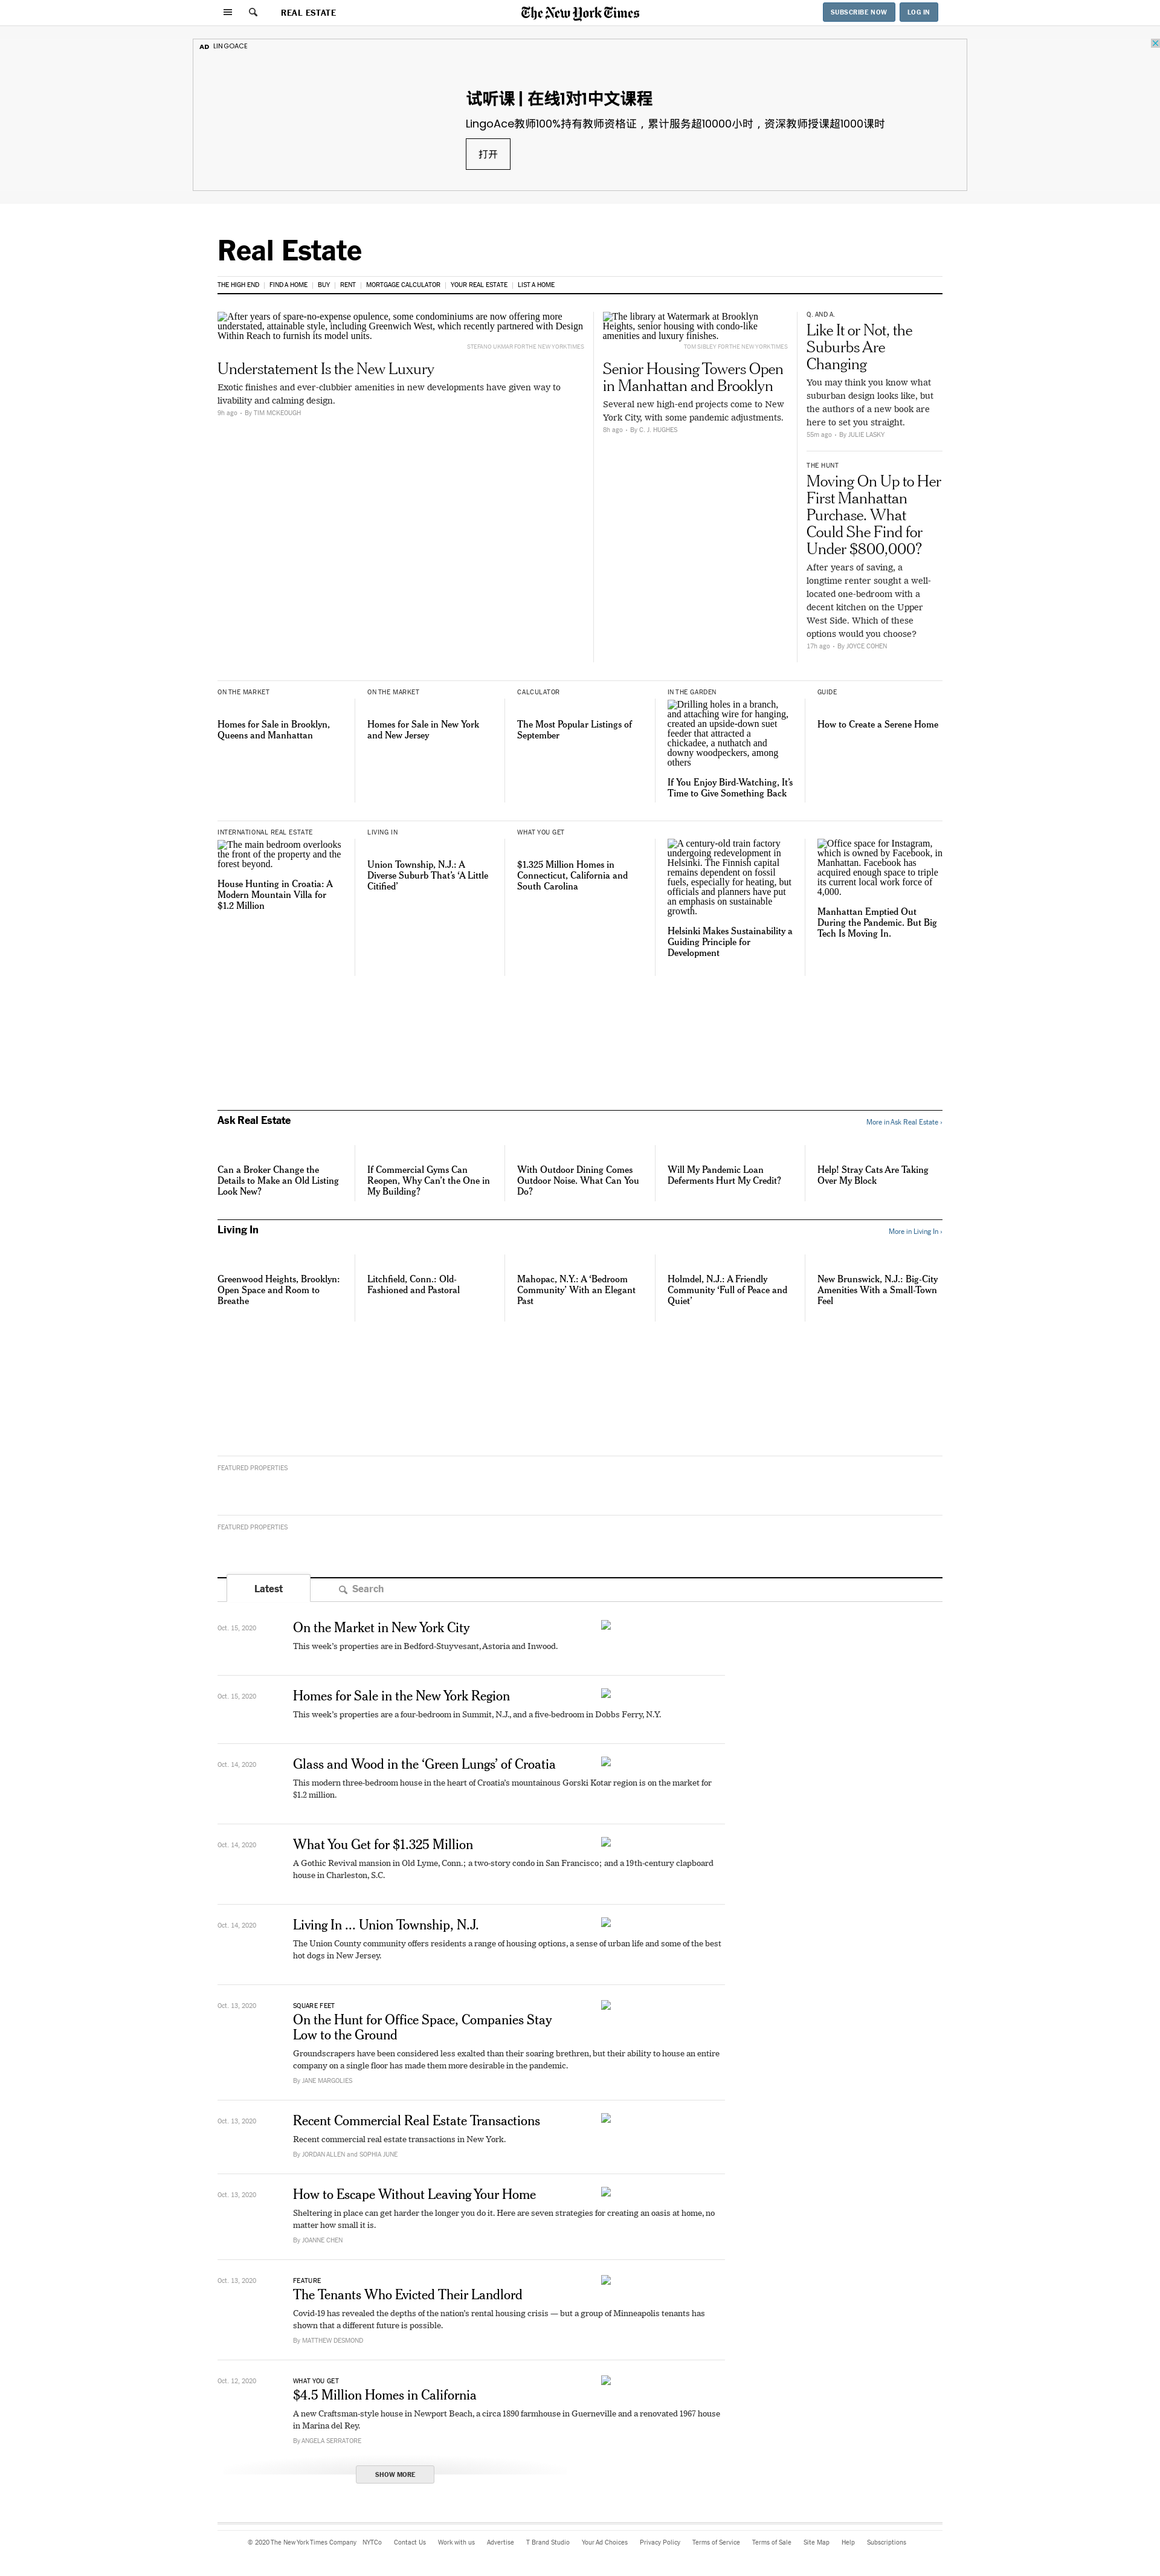 REAL ESTATE
The New York Times
SUBSCRIBE NOW
LOG IN
AD LINGOACE
试听课 | 在线1对1中文课程
LingoAce教师100%持有教师资格证，累计服务超10000小时，资深教师授课超1000课时
打开
Real Estate
THE HIGH END
FIND A HOME
BUY
RENT
MORTGAGE CALCULATOR
YOUR REAL ESTATE
LIST A HOME
After years of spare-no-expense opulence, some condominiums are now offering more
understated, attainable style, including Greenwich West, which recently partnered with Design
Within Reach to furnish its model units.
STEFANO UKMAR FOR THE NEW YORK TIMES
Understatement Is the New Luxury
Exotic finishes and ever-clubbier amenities in new developments have given way to
livability and calming design.
9h ago • By TIM MCKEOUGH
The library at Watermark at Brooklyn
Heights, senior housing with condo-like
amenities and luxury finishes.
TOM SIBLEY FOR THE NEW YORK TIMES
Senior Housing Towers Open
in Manhattan and Brooklyn
Several new high-end projects come to New
York City, with some pandemic adjustments.
9h ago • By C. J. HUGHES
Q. AND A.
Like It or Not, the
Suburbs Are
Changing
You may think you know what
suburban design looks like, but
the authors of a new book are
here to set you straight.
55m ago • By JULIE LASKY
THE HUNT
Moving On Up to Her
First Manhattan
Purchase. What
Could She Find for
Under $800,000?
After years of saving, a
longtime renter sought a well-
located one-bedroom with a
decent kitchen on the Upper
West Side. Which of these
options would you choose?
17h ago • By JOYCE COHEN
ON THE MARKET
Homes for Sale in Brooklyn,
Queens and Manhattan
ON THE MARKET
Homes for Sale in New York
and New Jersey
CALCULATOR
The Most Popular Listings of
September
IN THE GARDEN
Drilling holes in a branch,
and attaching wire for hanging,
created an upside-down suet
feeder that attracted a
chickadee, a nuthatch and
downy woodpeckers, among
others
If You Enjoy Bird-Watching, It’s
Time to Give Something Back
GUIDE
How to Create a Serene Home
INTERNATIONAL REAL ESTATE
The main bedroom overlooks
the front of the property and the
forest beyond.
House Hunting in Croatia: A
Modern Mountain Villa for
$1.2 Million
LIVING IN
Union Township, N.J.: A
Diverse Suburb That’s ‘A Little
Citified’
WHAT YOU GET
$1.325 Million Homes in
Connecticut, California and
South Carolina
A century-old train factory
undergoing redevelopment in
Helsinki. The Finnish capital
remains dependent on fossil
fuels, especially for heating, but
officials and planners have put
an emphasis on sustainable
growth.
Helsinki Makes Sustainability a
Guiding Principle for
Development
Office space for Instagram,
which is owned by Facebook, in
Manhattan. Facebook has
acquired enough space to triple
its current local work force of
4,000.
Manhattan Emptied Out
During the Pandemic. But Big
Tech Is Moving In.
Ask Real Estate
More in Ask Real Estate ›
Can a Broker Change the
Details to Make an Old Listing
Look New?
If Commercial Gyms Can
Reopen, Why Can’t the One in
My Building?
With Outdoor Dining Comes
Outdoor Noise. What Can You
Do?
Will My Pandemic Loan
Deferments Hurt My Credit?
Help! Stray Cats Are Taking
Over My Block
Living In
More in Living In ›
Greenwood Heights, Brooklyn:
Open Space and Room to
Breathe
Litchfield, Conn.: Old-
Fashioned and Pastoral
Mahopac, N.Y.: A ‘Bedroom
Community’ With an Elegant
Past
Holmdel, N.J.: A Friendly
Community ‘Full of Peace and
Quiet’
New Brunswick, N.J.: Big-City
Amenities With a Small-Town
Feel
FEATURED PROPERTIES
FEATURED PROPERTIES
Latest
Search
Oct. 15, 2020
On the Market in New York City
This week’s properties are in Bedford-Stuyvesant, Astoria and Inwood.
Oct. 15, 2020
Homes for Sale in the New York Region
This week’s properties are a four-bedroom in Summit, N.J., and a five-bedroom in Dobbs Ferry, N.Y.
Oct. 14, 2020
Glass and Wood in the ‘Green Lungs’ of Croatia
This modern three-bedroom house in the heart of Croatia’s mountainous Gorski Kotar region is on the market for
$1.2 million.
Oct. 14, 2020
What You Get for $1.325 Million
A Gothic Revival mansion in Old Lyme, Conn.; a two-story condo in San Francisco; and a 19th-century clapboard
house in Charleston, S.C.
Oct. 14, 2020
Living In ... Union Township, N.J.
The Union County community offers residents a range of housing options, a sense of urban life and some of the best
hot dogs in New Jersey.
Oct. 13, 2020
SQUARE FEET
On the Hunt for Office Space, Companies Stay
Low to the Ground
Groundscrapers have been considered less exalted than their soaring brethren, but their ability to house an entire
company on a single floor has made them more desirable in the pandemic.
By JANE MARGOLIES
Oct. 13, 2020
Recent Commercial Real Estate Transactions
Recent commercial real estate transactions in New York.
By JORDAN ALLEN and SOPHIA JUNE
Oct. 13, 2020
How to Escape Without Leaving Your Home
Sheltering in place can get harder the longer you do it. Here are seven strategies for creating an oasis at home, no
matter how small it is.
By JOANNE CHEN
Oct. 13, 2020
FEATURE
The Tenants Who Evicted Their Landlord
Covid-19 has revealed the depths of the nation’s rental housing crisis — but a group of Minneapolis tenants has
shown that a different future is possible.
By MATTHEW DESMOND
Oct. 12, 2020
WHAT YOU GET
$4.5 Million Homes in California
A new Craftsman-style house in Newport Beach, a circa 1890 farmhouse in Guerneville and a renovated 1967 house
in Marina del Rey.
By ANGELA SERRATORE
SHOW MORE
© 2020 The New York Times Company NYTCo Contact Us Work with us Advertise T Brand Studio Your Ad Choices Privacy Policy Terms of Service Terms of Sale Site Map Help Subscriptions